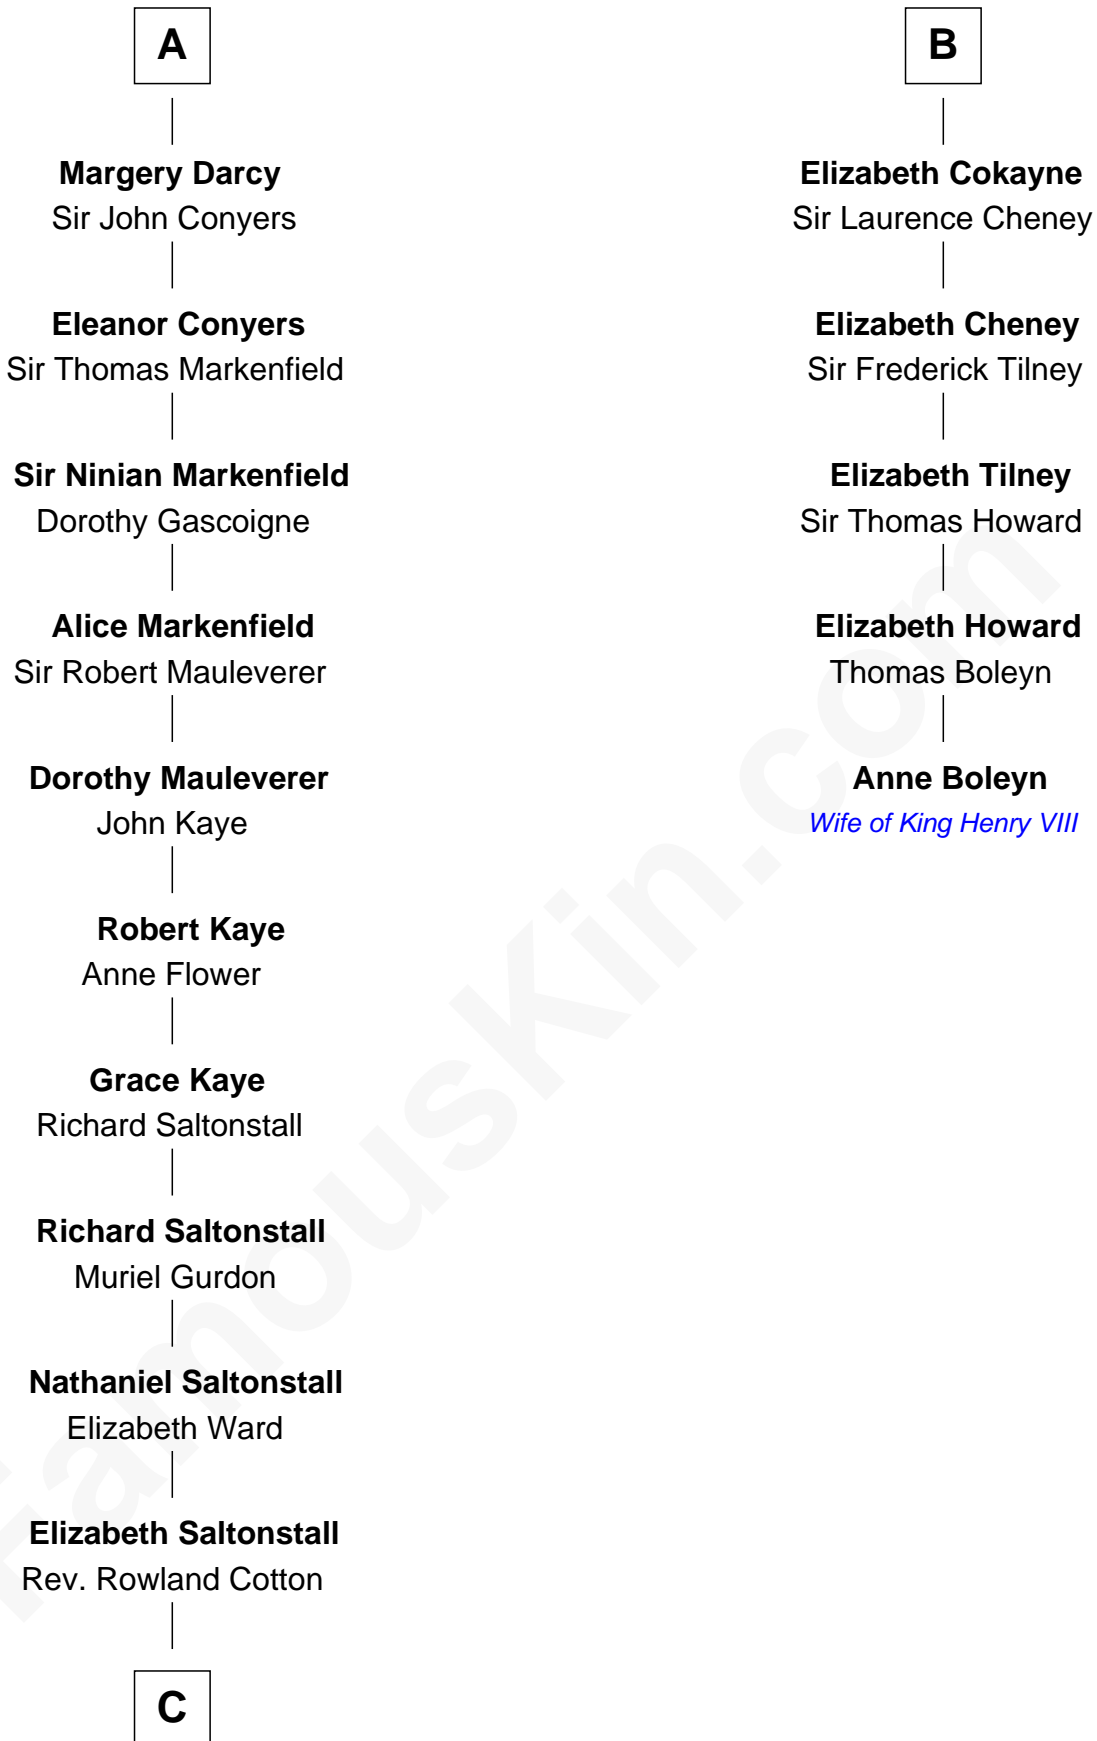 A
Margery Darcy
Sir John Conyers
Eleanor Conyers
Sir Thomas Markenfield
Sir Ninian Markenfield
Dorothy Gascoigne
Alice Markenfield
Sir Robert Mauleverer
Dorothy Mauleverer
John Kaye
Robert Kaye
Anne Flower
Grace Kaye
Richard Saltonstall
Richard Saltonstall
Muriel Gurdon
Nathaniel Saltonstall
Elizabeth Ward
Elizabeth Saltonstall
Rev. Rowland Cotton
C
B
Elizabeth Cokayne
Sir Laurence Cheney
Elizabeth Cheney
Sir Frederick Tilney
Elizabeth Tilney
Sir Thomas Howard
Elizabeth Howard
Thomas Boleyn
Anne Boleyn
Wife of King Henry VIII
FamousKin.com